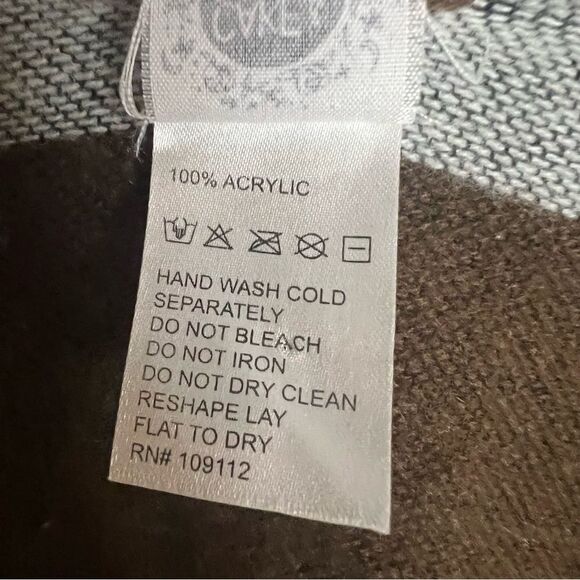 100% ACRYLIC
HAND WASH COLD
SEPARATELY
DO NOT BLEACH
DO NOT IRON
DO NOT DRY CLEAN
RESHAPE LAY
FLAT TO DRY
RN# 109112